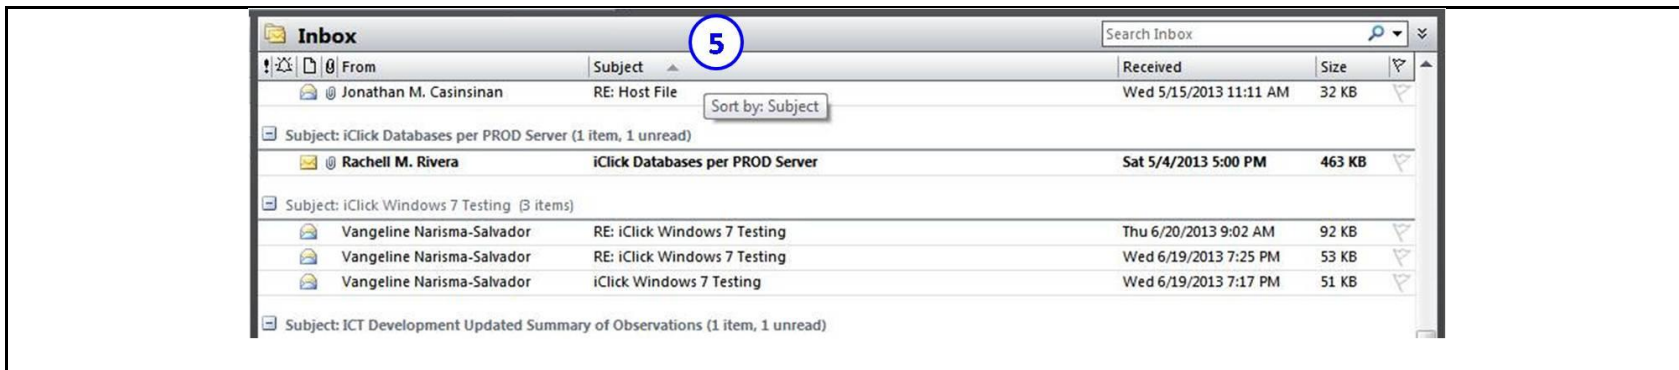 Inbox
5
Search Inbox
From Subject Received Size
Jonathan M. Casinsinan RE: Host File Wed 5/15/2013 11:11 AM 32 KB
Sort by: Subject
Subject: iClick Databases per PROD Server (1 item, 1 unread)
Rachell M. Rivera iClick Databases per PROD Server Sat 5/4/2013 5:00 PM 463 KB
Subject: iClick Windows 7 Testing (3 items)
Vangeline Narisma-Salvador RE: iClick Windows 7 Testing Thu 6/20/2013 9:02 AM 92 KB
Vangeline Narisma-Salvador RE: iClick Windows 7 Testing Wed 6/19/2013 7:25 PM 53 KB
Vangeline Narisma-Salvador iClick Windows 7 Testing Wed 6/19/2013 7:17 PM 51 KB
Subject: ICT Development Updated Summary of Observations (1 item, 1 unread)